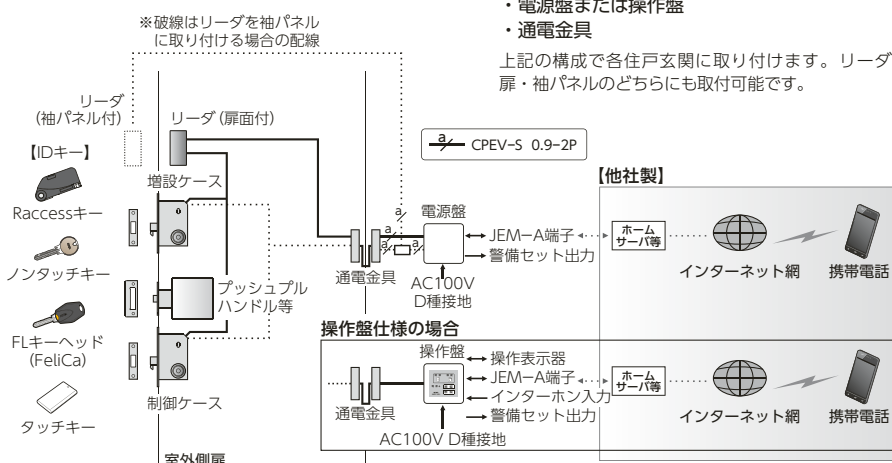 ・電源盤または操作盤
・通電金具
上記の構成で各住戸玄関に取り付けます。リーダ
扉・袖パネルのどちらにも取付可能です。
※破線はリーダを袖パネル
に取り付ける場合の配線
リーダ
(袖パネル付)
リーダ(扉面付)
【IDキー】
Raccessキー
ノンタッチキー
FLキーヘッド
(FeliCa)
タッチキー
増設ケース
プッシュプル
ハンドル等
制御ケース
室外側扉
a
CPEV-S 0.9-2P
a
a
a
a
通電金具
電源盤
AC100V
D種接地
JEM-A端子
警備セット出力
【他社製】
ホーム
サーバ等
インターネット網
携帯電話
操作盤仕様の場合
通電金具
操作盤
AC100V D種接地
操作表示器
JEM-A端子
インターホン入力
警備セット出力
ホーム
サーバ等
インターネット網
携帯電話